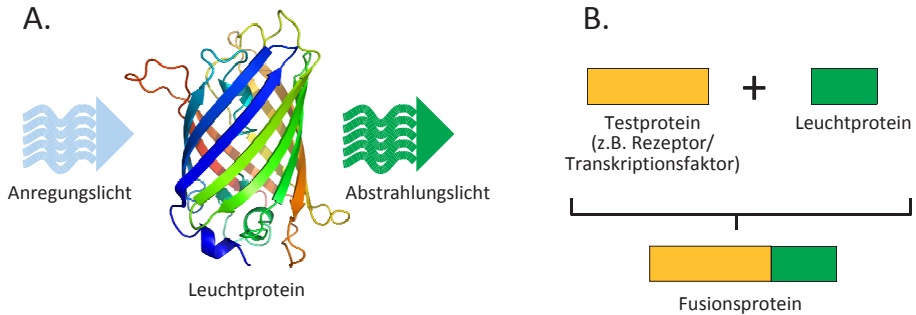 A.
Anregungslicht
Abstrahlungslicht
Leuchtprotein
B.
+
Testprotein
(z.B. Rezeptor/
Transkriptionsfaktor)
Leuchtprotein
Fusionsprotein